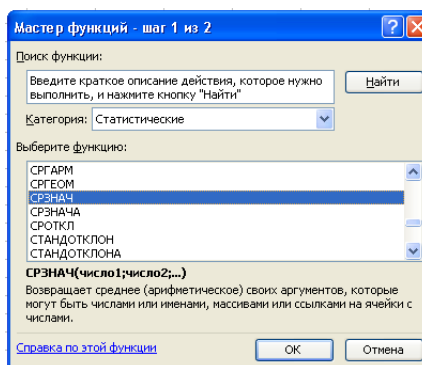 Мастер функций - шаг 1 из 2
Поиск функции:
Введите краткое описание действия, которое нужно
выполнить, и нажмите кнопку "Найти"
Найти
Категория: Статистические
Выберите функцию:
СРГАРМ
СРГЕОМ
СРЗНАЧ
СРЗНАЧА
СРОТКЛ
СТАНДОТКЛОН
СТАНДОТКЛОНА
СРЗНАЧ(число1;число2;...)
Возвращает среднее (арифметическое) своих аргументов, которые
могут быть числами или именами, массивами или ссылками на ячейки с
числами.
Справка по этой функции
ОК
Отмена